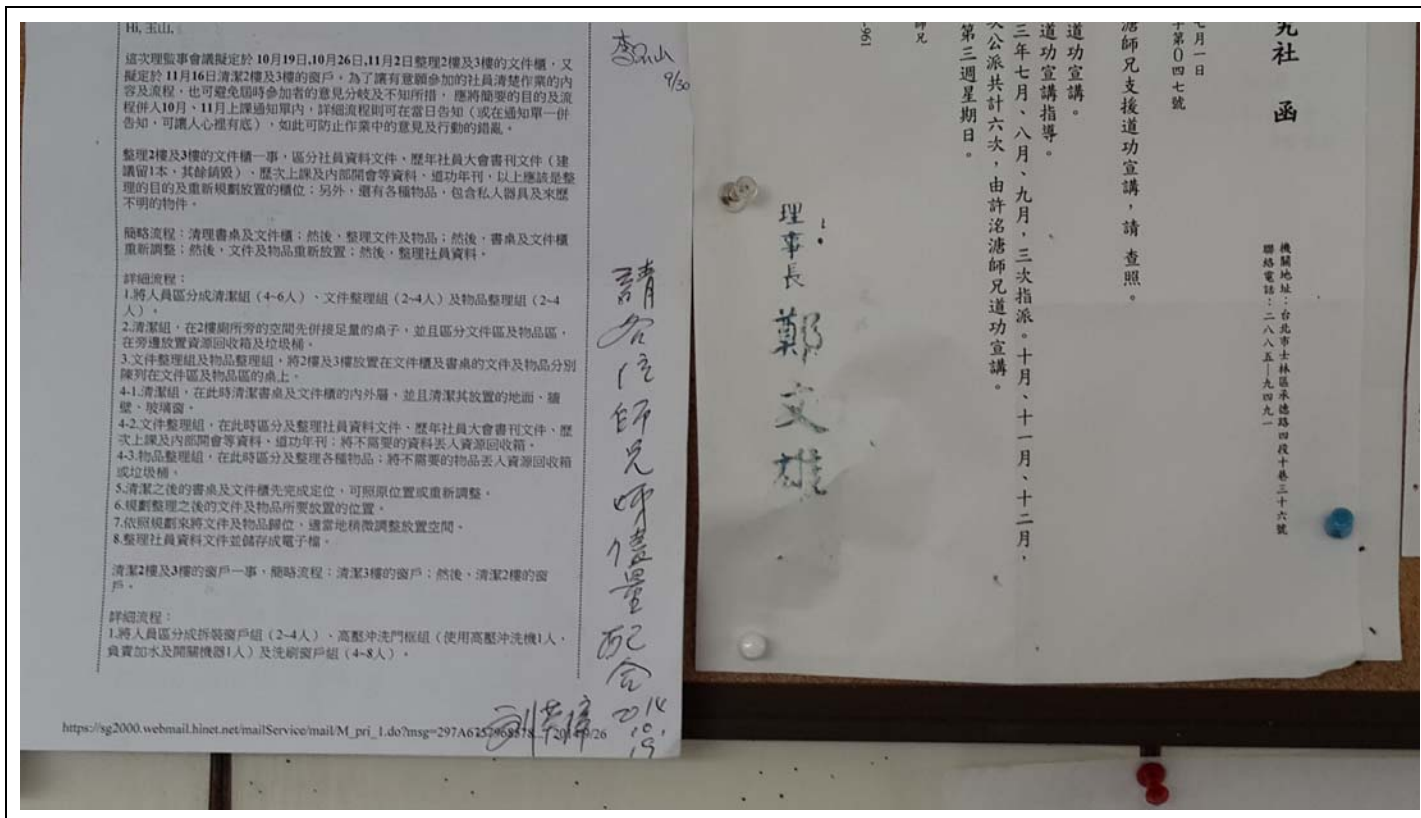 Hi, 玉山,
這次理監事會議擬定於 10月19日,10月26日,11月2日整理2樓及3樓的文件櫃，又
擬定於 11月16日清潔2樓及3樓的窗戶。為了讓有意願參加的社員清楚作業的內
容及流程，也可避免屆時參加者的意見分歧及不知所措， 應將簡要的目的及流
程併入10月、11月上課通知單內，詳細流程則可在當日告知（或在通知單一併
告知，可讓人心裡有底），如此可防止作業中的意見及行動的錯亂。
整理2樓及3樓的文件櫃一事，區分社員資料文件、歷年社員大會書刊文件（建
議留1本，其餘銷毀）、歷次上課及內部開會等資料、道功年刊，以上應該是整
理的目的及重新規劃放置的櫃位；另外，還有各種物品，包含私人器具及來歷
不明的物件。
簡略流程：清理書桌及文件櫃；然後，整理文件及物品；然後，書桌及文件櫃
重新調整；然後，文件及物品重新放置；然後，整理社員資料。
詳細流程：
1.將人員區分成清潔組（4~6人）、文件整理組（2~4人）及物品整理組（2~4
人）。
2.清潔組，在2樓廁所旁的空間先併接足量的桌子，並且區分文件區及物品區，
在旁邊放置資源回收箱及垃圾桶。
3.文件整理組及物品整理組，將2樓及3樓放置在文件櫃及書桌的文件及物品分別
陳列在文件區及物品區的桌上。
4-1.清潔組，在此時清潔書桌及文件櫃的內外層，並且清潔其放置的地面、牆
壁、玻璃窗。
4-2.文件整理組，在此時區分及整理社員資料文件、歷年社員大會書刊文件、歷
次上課及內部開會等資料、道功年刊；將不需要的資料丟入資源回收箱。
4-3.物品整理組，在此時區分及整理各種物品；將不需要的物品丟入資源回收箱
或垃圾桶。
5.清潔之後的書桌及文件櫃先完成定位，可照原位置或重新調整。
6.規劃整理之後的文件及物品所要放置的位置。
7.依照規劃來將文件及物品歸位，適當地稍微調整放置空間。
8.整理社員資料文件並儲存成電子檔。
清潔2樓及3樓的窗戶一事，簡略流程：清潔3樓的窗戶；然後，清潔2樓的窗
戶。
詳細流程：
1.將人員區分成拆裝窗戶組（2~4人）、高壓沖洗門框組（使用高壓沖洗機1人，
負責加水及開關機器1人）及洗刷窗戶組（4~8人）。
9/30
請各位師兄姊儘量配合
2014
10.
19
究社 函
機關地址：台北市士林區承德路四段十巷三十六號
聯絡電話：二八八五—九四九一
七月一日
字第0四七號
溏師兄支援道功宣講，請 查照。
道功宣講。
道功宣講指導。
三年七月、八月、九月，三次指派。十月、十一月、十二月，
次公派共計六次，由許洺溏師兄道功宣講。
第三週星期日。
師兄
-961
理事長 鄭文雄